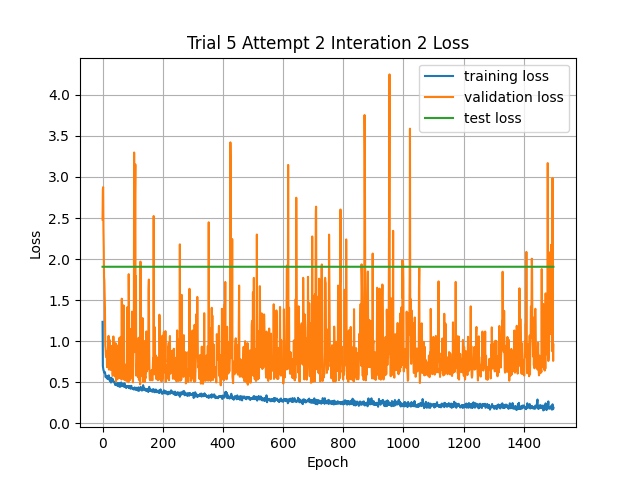 Trial 5 Attempt 2 Interation 2 Loss
training loss
validation loss
test loss
4.0
3.5
3.0
2.5
2.0
1.5
1.0
0.5
0.0
Loss
0 200 400 600 800 1000 1200 1400
Epoch